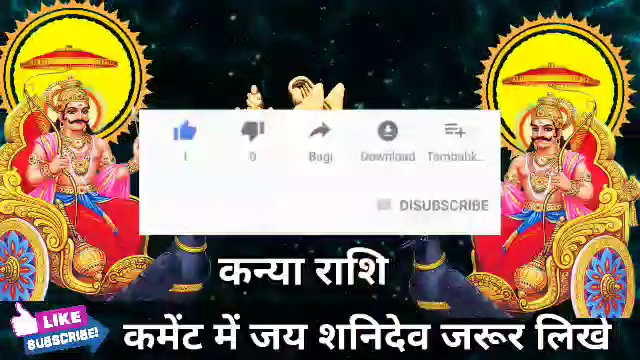 1 0 Bagi Download Tambahk...
DISUBSCRIBE
कन्या राशि
LIKE
SUBSCRIBE!
कमेंट में जय शनिदेव जरूर लिखे